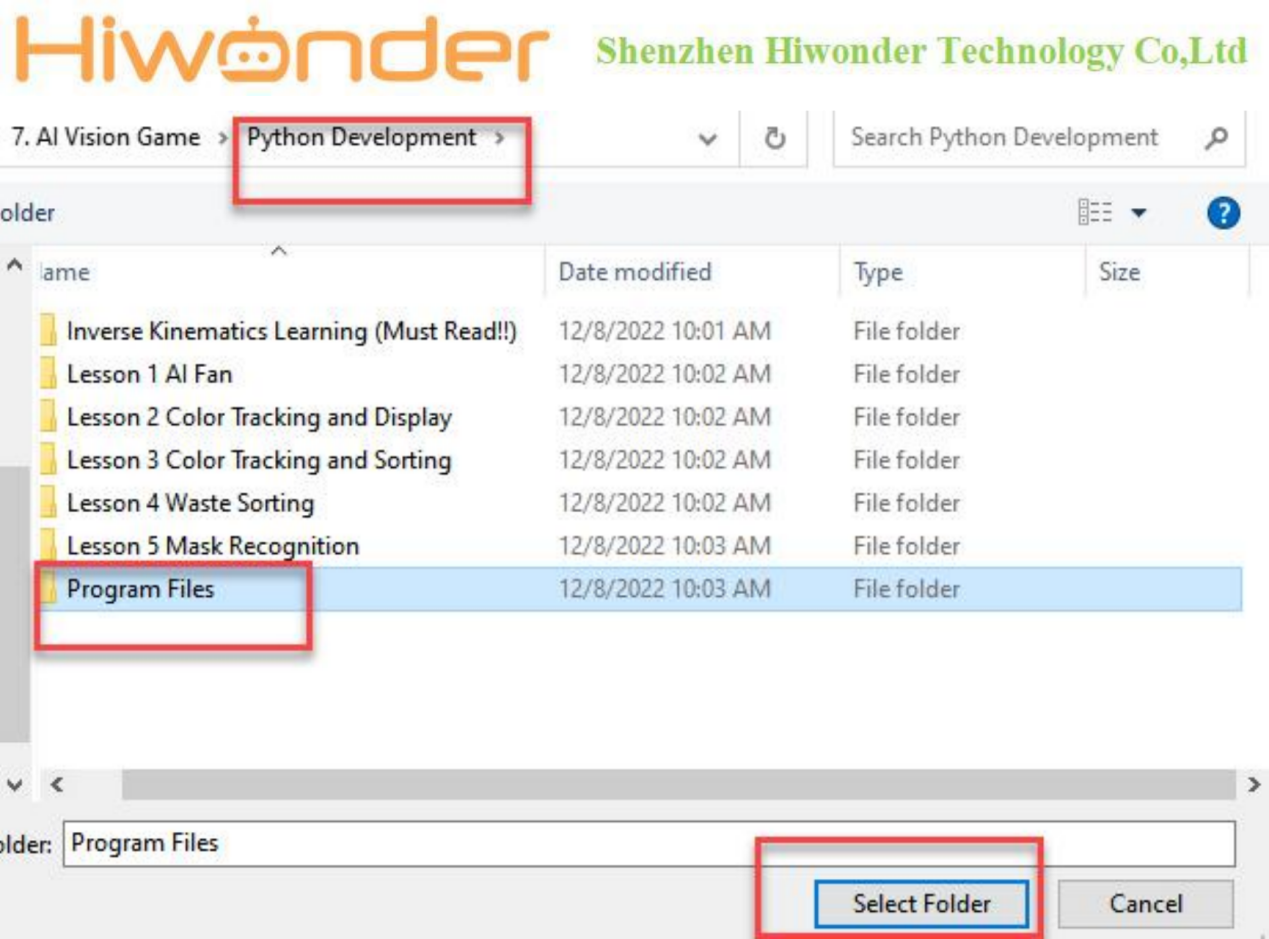 Hiwonder Shenzhen Hiwonder Technology Co,Ltd
7. AI Vision Game > Python Development > Search Python Development
older
lame Date modified Type Size
Inverse Kinematics Learning (Must Read!!) 12/8/2022 10:01 AM File folder
Lesson 1 AI Fan 12/8/2022 10:02 AM File folder
Lesson 2 Color Tracking and Display 12/8/2022 10:02 AM File folder
Lesson 3 Color Tracking and Sorting 12/8/2022 10:02 AM File folder
Lesson 4 Waste Sorting 12/8/2022 10:02 AM File folder
Lesson 5 Mask Recognition 12/8/2022 10:03 AM File folder
Program Files 12/8/2022 10:03 AM File folder
older: Program Files
Select Folder Cancel